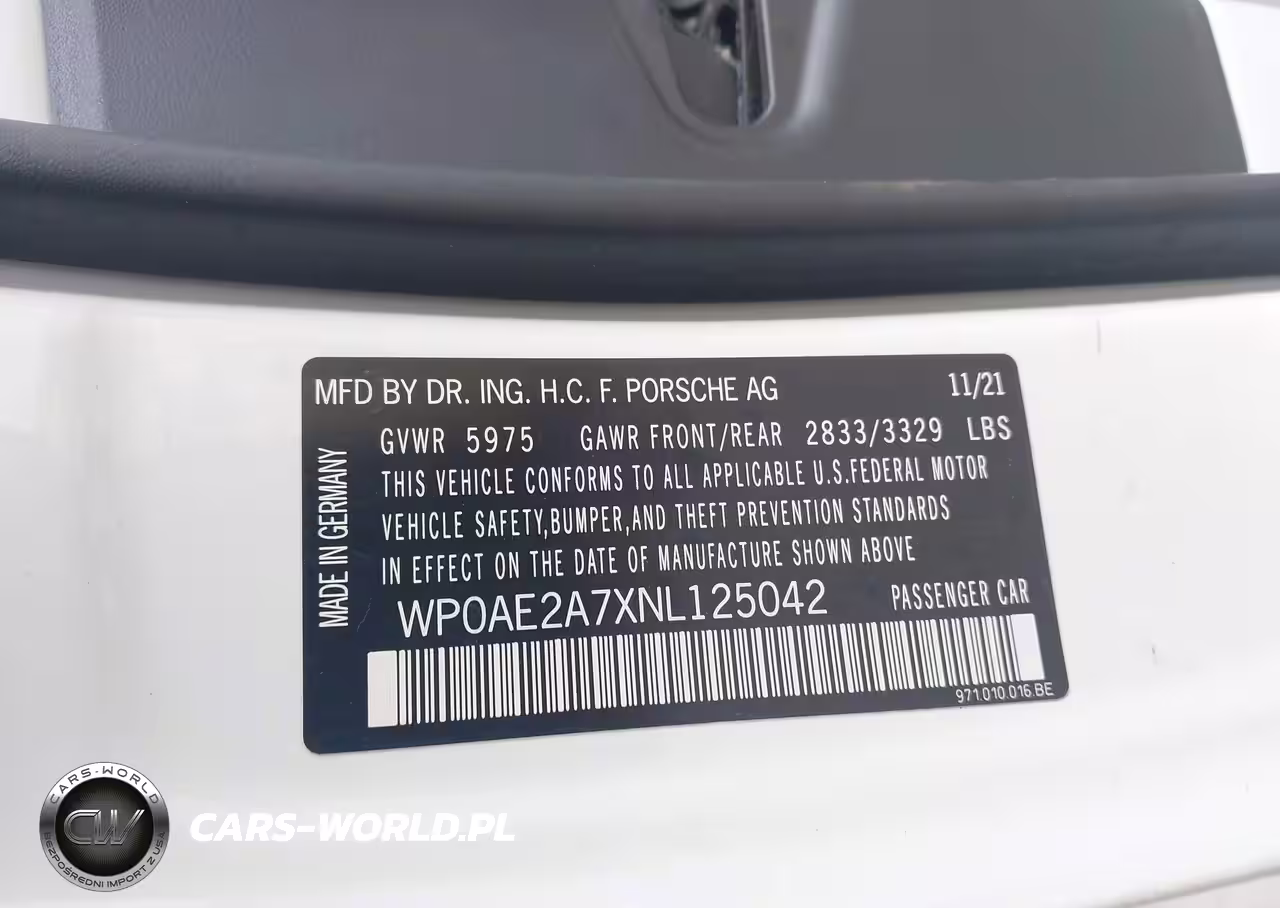 MFD BY DR. ING. H.C. F. PORSCHE AG 11/21
GVWR 5975 GAWR FRONT/REAR 2833/3329 LBS
THIS VEHICLE CONFORMS TO ALL APPLICABLE U.S.FEDERAL MOTOR
VEHICLE SAFETY,BUMPER,AND THEFT PREVENTION STANDARDS
IN EFFECT ON THE DATE OF MANUFACTURE SHOWN ABOVE
MADE IN GERMANY
WP0AE2A7XNL125042 PASSENGER CAR
971.010.016.BE
CARS-WORLD
CW
BEZPOŚREDNI IMPORT Z USA
CARS-WORLD.PL